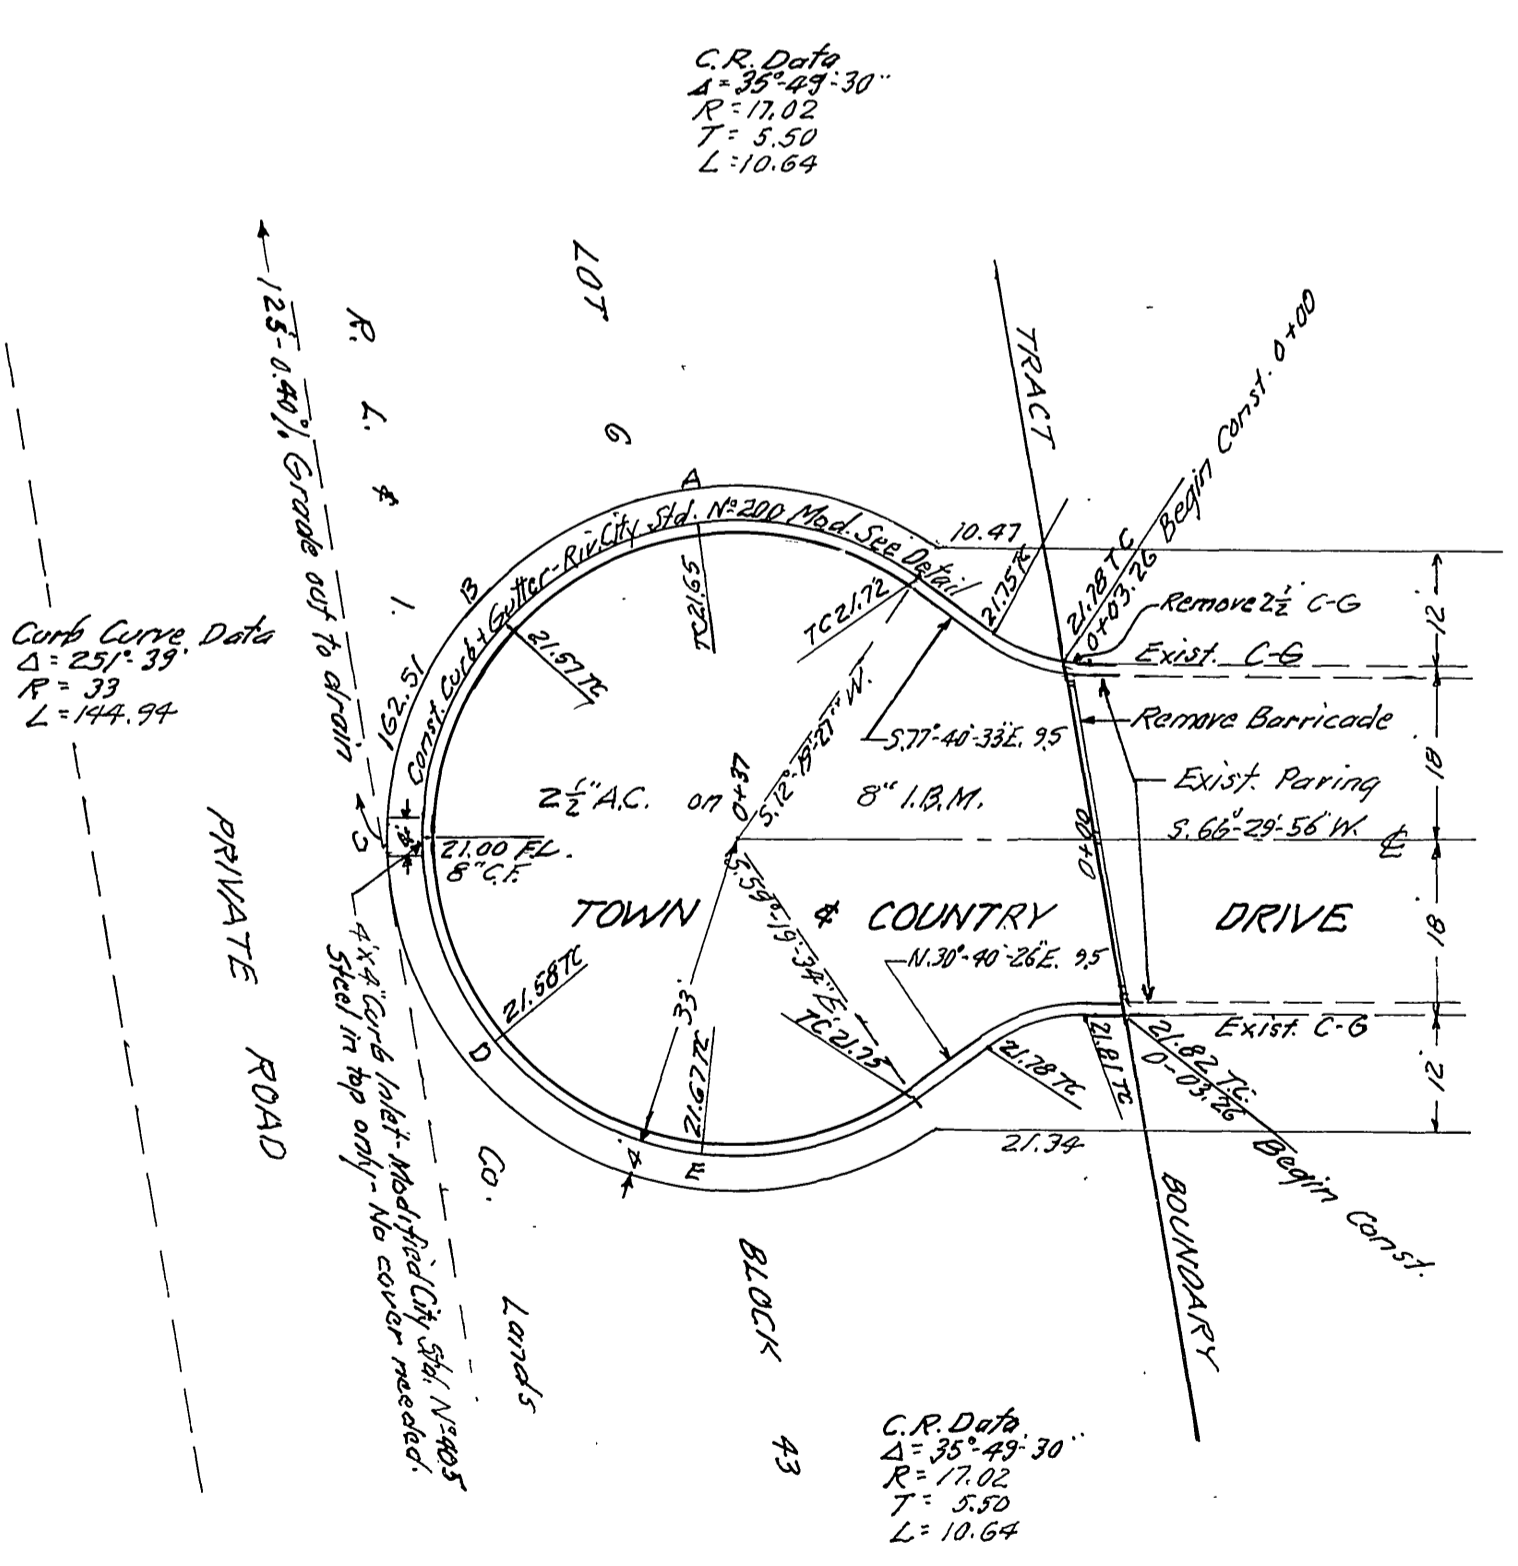 C.R. Data
Δ = 35°-49'-30"
R = 17.02
T = 5.50
L = 10.64
LOT
6
R. L. & I.
Co.
Lands
125'-0.40% Grade out to drain
TRACT
Begin Const. 0+00
21.78 TC
0+03.26
10.47
21.75 TC
A
B
C
D
E
Const. Curb & Gutter-Riv. City Std. Nº 200 Mod. See Detail
TC 21.65
TC 21.72
21.57 TC
Remove 2½' C-G
Exist. C-G
12'
Remove Barricade
Exist. Paving
18'
S.77°-40'-33"E. 9.5
S.12°-19'-27"W.
Curb Curve Data
Δ = 251°-39'
R = 33
L = 144.94
162.51
0+37
2½" A.C. on 8" I.B.M.
S.66°-29'-56"W. ℄
0+00
4'
21.00 F.L.
8" C.F.
TOWN & COUNTRY DRIVE
S.59°-19'-34"E.
N.30°-40'-26"E. 9.5
18'
PRIVATE ROAD
4'x4' Curb Inlet-Modified City Std. Nº 405
Steel in top only-No cover needed.
21.58 TC
33'
21.67 TC
4'
TC 21.75
21.78 TC
21.81 TC
21.82 T.C.
0-03.26
Begin Const.
Exist. C-G
12'
21.34
BOUNDARY
BLOCK
43
C.R. Data
Δ = 35°-49'-30"
R = 17.02
T = 5.50
L = 10.64